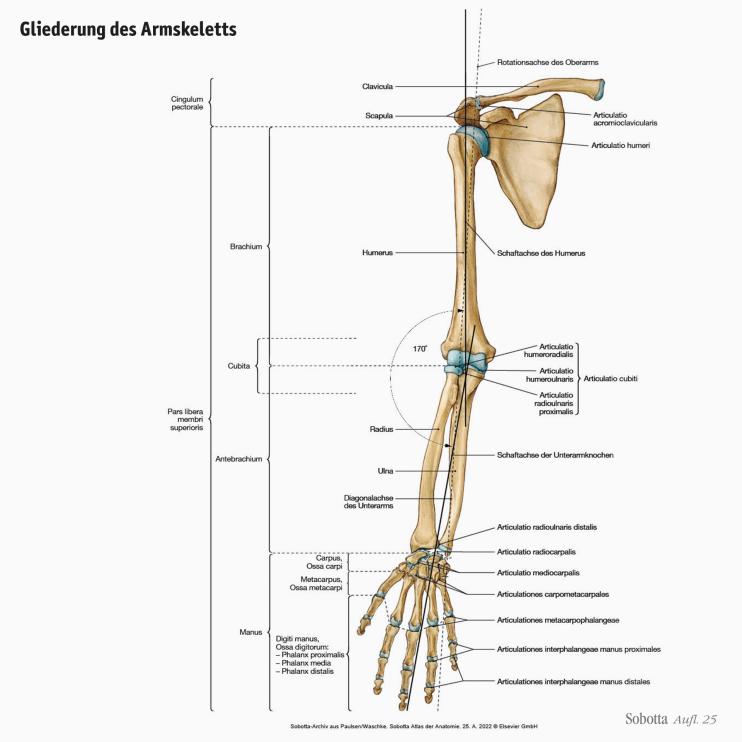 Gliederung des Armskeletts
Rotationsachse des Oberarms
Clavicula
Cingulum
pectorale
Scapula
Articulatio
acromioclavicularis
Articulatio humeri
Brachium
Humerus
Schaftachse des Humerus
170°
Articulatio
humeroradialis
Cubita
Articulatio
humeroulnaris
Articulatio cubiti
Articulatio
radioulnaris
proximalis
Pars libera
membri
superioris
Radius
Antebrachium
Schaftachse der Unterarmknochen
Ulna
Diagonalachse
des Unterarms
Articulatio radioulnaris distalis
Articulatio radiocarpalis
Carpus,
Ossa carpi
Articulatio mediocarpalis
Metacarpus,
Ossa metacarpi
Articulationes carpometacarpales
Articulationes metacarpophalangeae
Manus
Digiti manus,
Ossa digitorum:
– Phalanx proximalis
– Phalanx media
– Phalanx distalis
Articulationes interphalangeae manus proximales
Articulationes interphalangeae manus distales
Sobotta Aufl. 25
Sobotta-Archiv aus Paulsen/Waschke. Sobotta Atlas der Anatomie. 25. A. 2022 © Elsevier GmbH